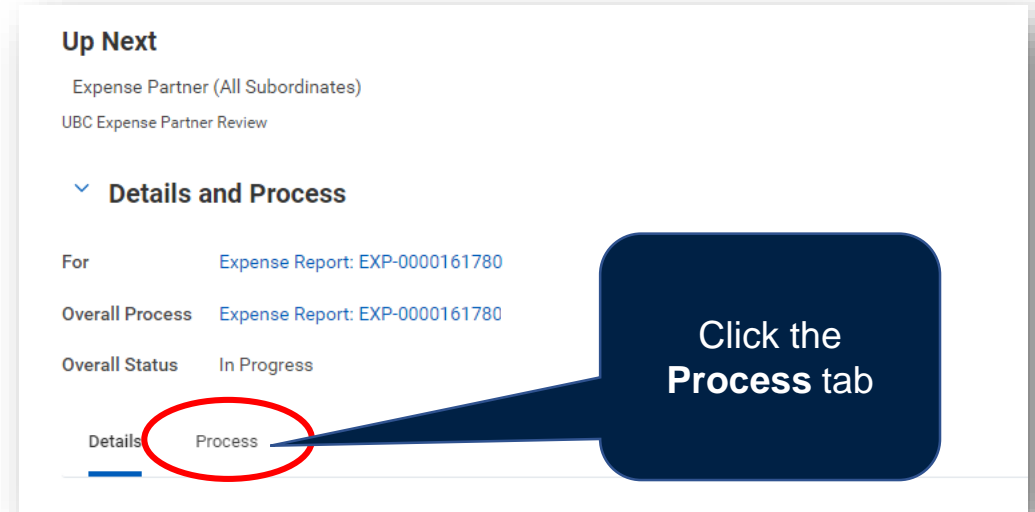 Up Next
Expense Partner (All Subordinates)
UBC Expense Partner Review
Details and Process
For Expense Report: EXP-0000161780
Overall Process Expense Report: EXP-0000161780
Overall Status In Progress
Click the
Process tab
Details Process